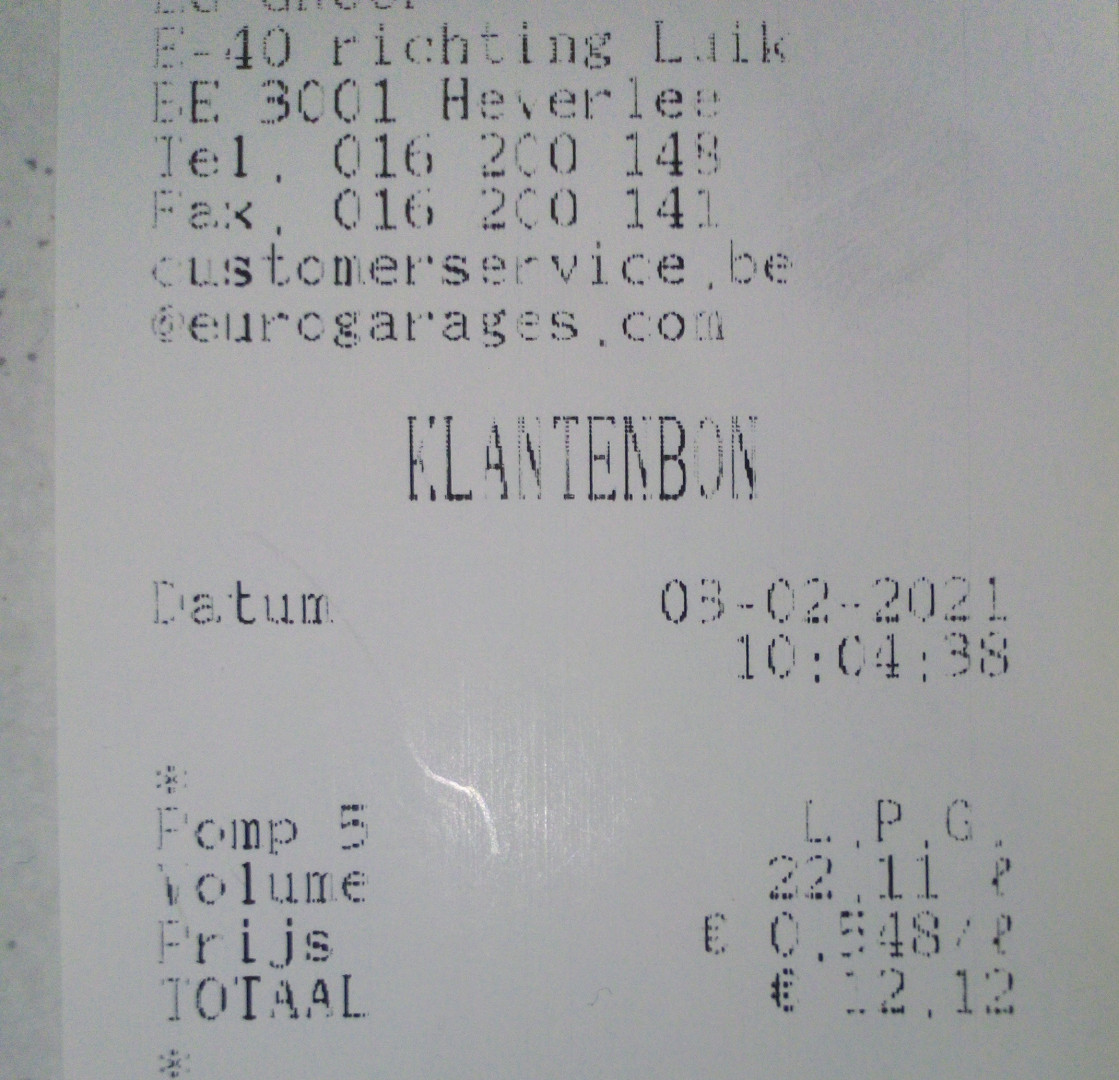 E-40 richting Luik
BE 3001 Heverlee
Tel. 016 200 148
Fax. 016 200 141
customerservice.be
@eurogarages.com
KLANTENBON
Datum 03-02-2021
10:04:38
*
Pomp 5 L.P.G.
Volume 22,11 ℓ
Prijs € 0,548/ℓ
TOTAAL € 12,12
*